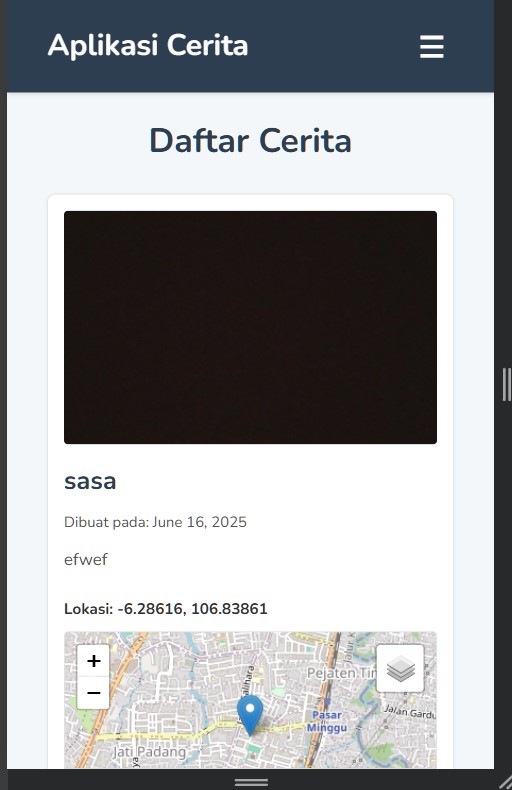 Aplikasi Cerita
Daftar Cerita
sasa
Dibuat pada: June 16, 2025
efwef
Lokasi: -6.28616, 106.83861
+
−
Pejaten Tim
Pasar
Minggu
Jalan Gardu
Jati Padang